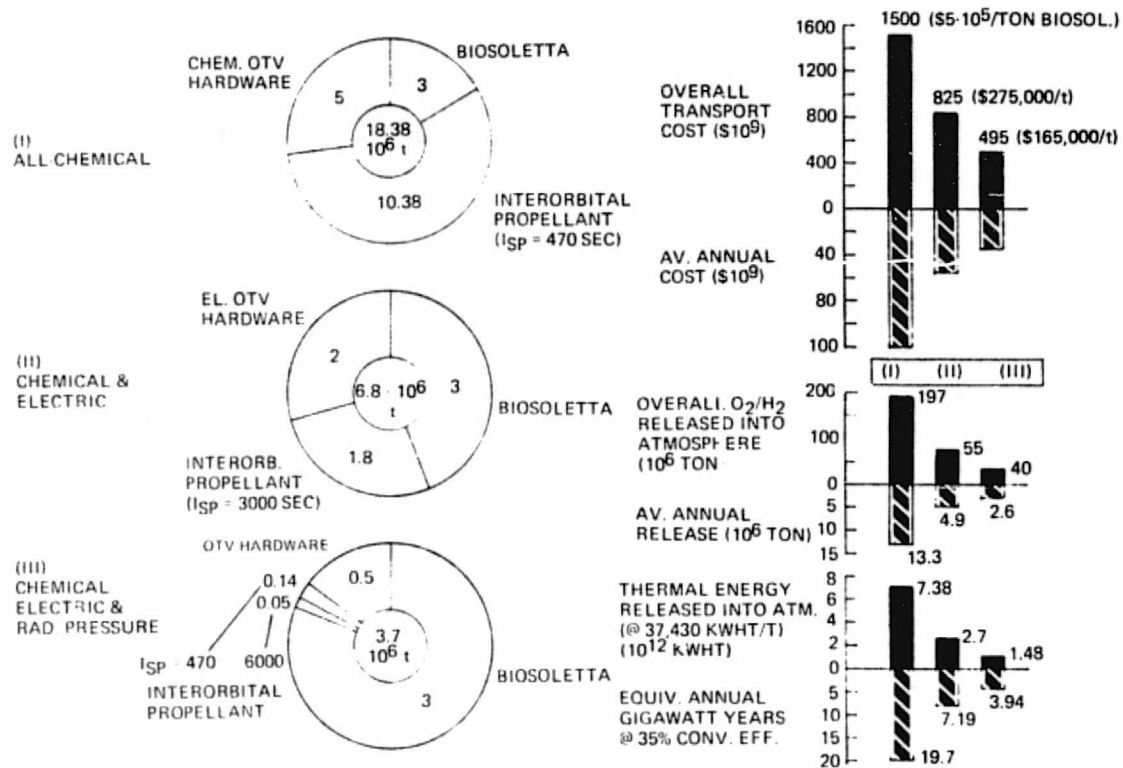 (I)
ALL-CHEMICAL
CHEM. OTV
HARDWARE
BIOSOLETTA
5
3
18.38
10⁶ t
10.38
INTERORBITAL
PROPELLANT
(ISP = 470 SEC)
(II)
CHEMICAL &
ELECTRIC
EL. OTV
HARDWARE
2
6.8 · 10⁶
t
3
BIOSOLETTA
1.8
INTERORB.
PROPELLANT
(ISP = 3000 SEC)
(III)
CHEMICAL
ELECTRIC &
RAD. PRESSURE
OTV HARDWARE
0.5
0.14
0.05
3.7
10⁶ t
ISP = 470
6000
INTERORBITAL
PROPELLANT
BIOSOLETTA
3
OVERALL
TRANSPORT
COST ($10⁹)
1600
1200
800
400
0
1500 ($5·10⁵/TON BIOSOL.)
825 ($275,000/t)
495 ($165,000/t)
AV. ANNUAL
COST ($10⁹)
40
60
80
100
(I) (II) (III)
OVERALL O₂/H₂
RELEASED INTO
ATMOSPHERE
(10⁶ TON
200
100
0
197
55
40
AV. ANNUAL
RELEASE (10⁶ TON)
5
10
15
13.3
4.9
2.6
THERMAL ENERGY
RELEASED INTO ATM.
(@ 37,430 KWHT/T)
(10¹² KWHT)
8
6
4
2
0
7.38
2.7
1.48
EQUIV. ANNUAL
GIGAWATT YEARS
@ 35% CONV. EFF.
5
10
15
20
19.7
7.19
3.94